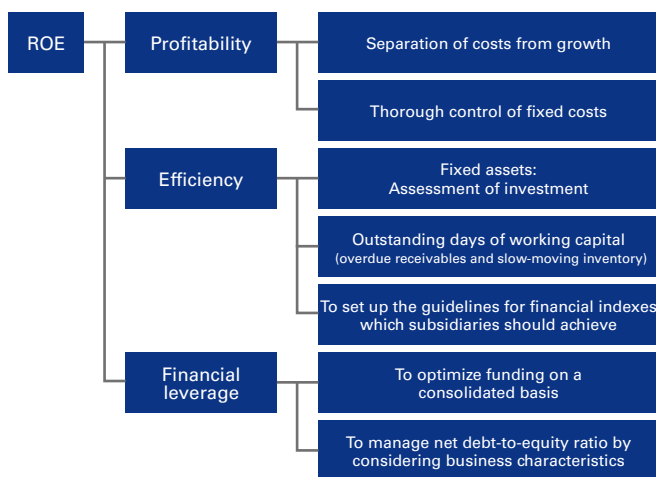 ROE
Profitability
Separation of costs from growth
Thorough control of fixed costs
Efficiency
Fixed assets:
Assessment of investment
Outstanding days of working capital
(overdue receivables and slow-moving inventory)
To set up the guidelines for financial indexes
which subsidiaries should achieve
Financial
leverage
To optimize funding on a
consolidated basis
To manage net debt-to-equity ratio by
considering business characteristics